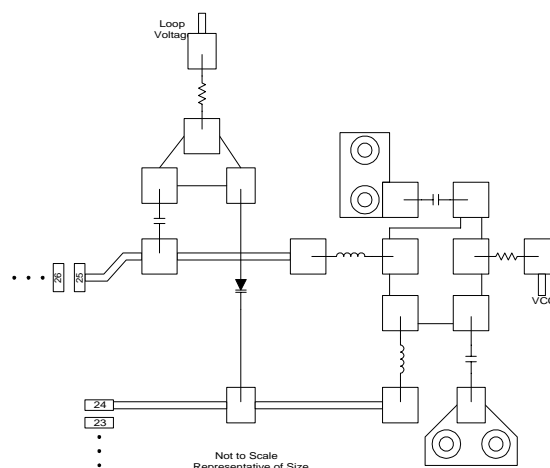 Loop
Voltage
26
25
VCC
24
23
Not to Scale
Representative of Size